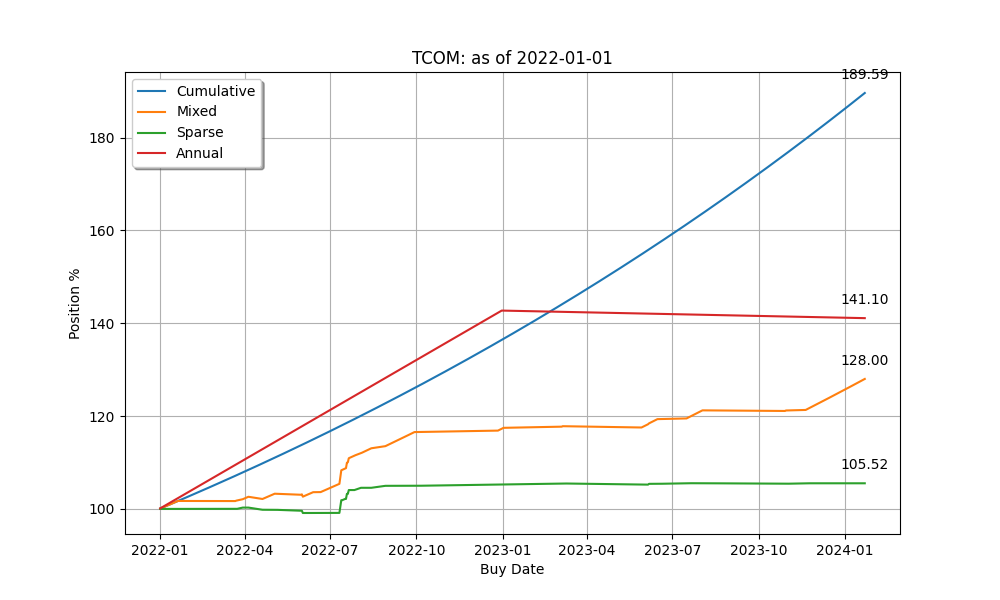 TCOM: as of 2022-01-01
Cumulative
Mixed
Sparse
Annual
189.59
141.10
128.00
105.52
180
160
140
120
100
Position %
2022-01 2022-04 2022-07 2022-10 2023-01 2023-04 2023-07 2023-10 2024-01
Buy Date